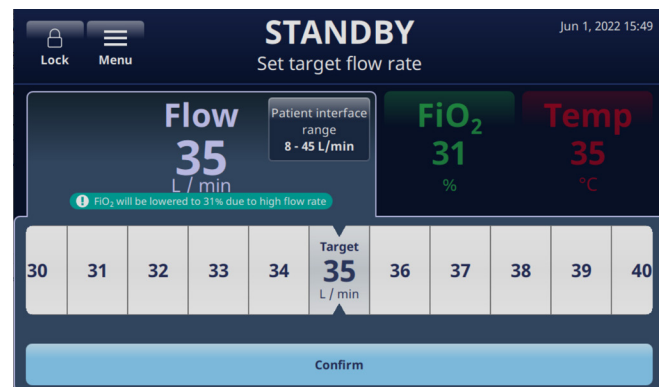 STANDBY
Jun 1, 2022 15:49
Lock
Menu
Set target flow rate
Flow
35
L / min
Patient interface
range
8 - 45 L/min
! FiO₂ will be lowered to 31% due to high flow rate
FiO₂
31
%
Temp
35
°C
30 31 32 33 34 Target 35 L / min 36 37 38 39 40
Confirm